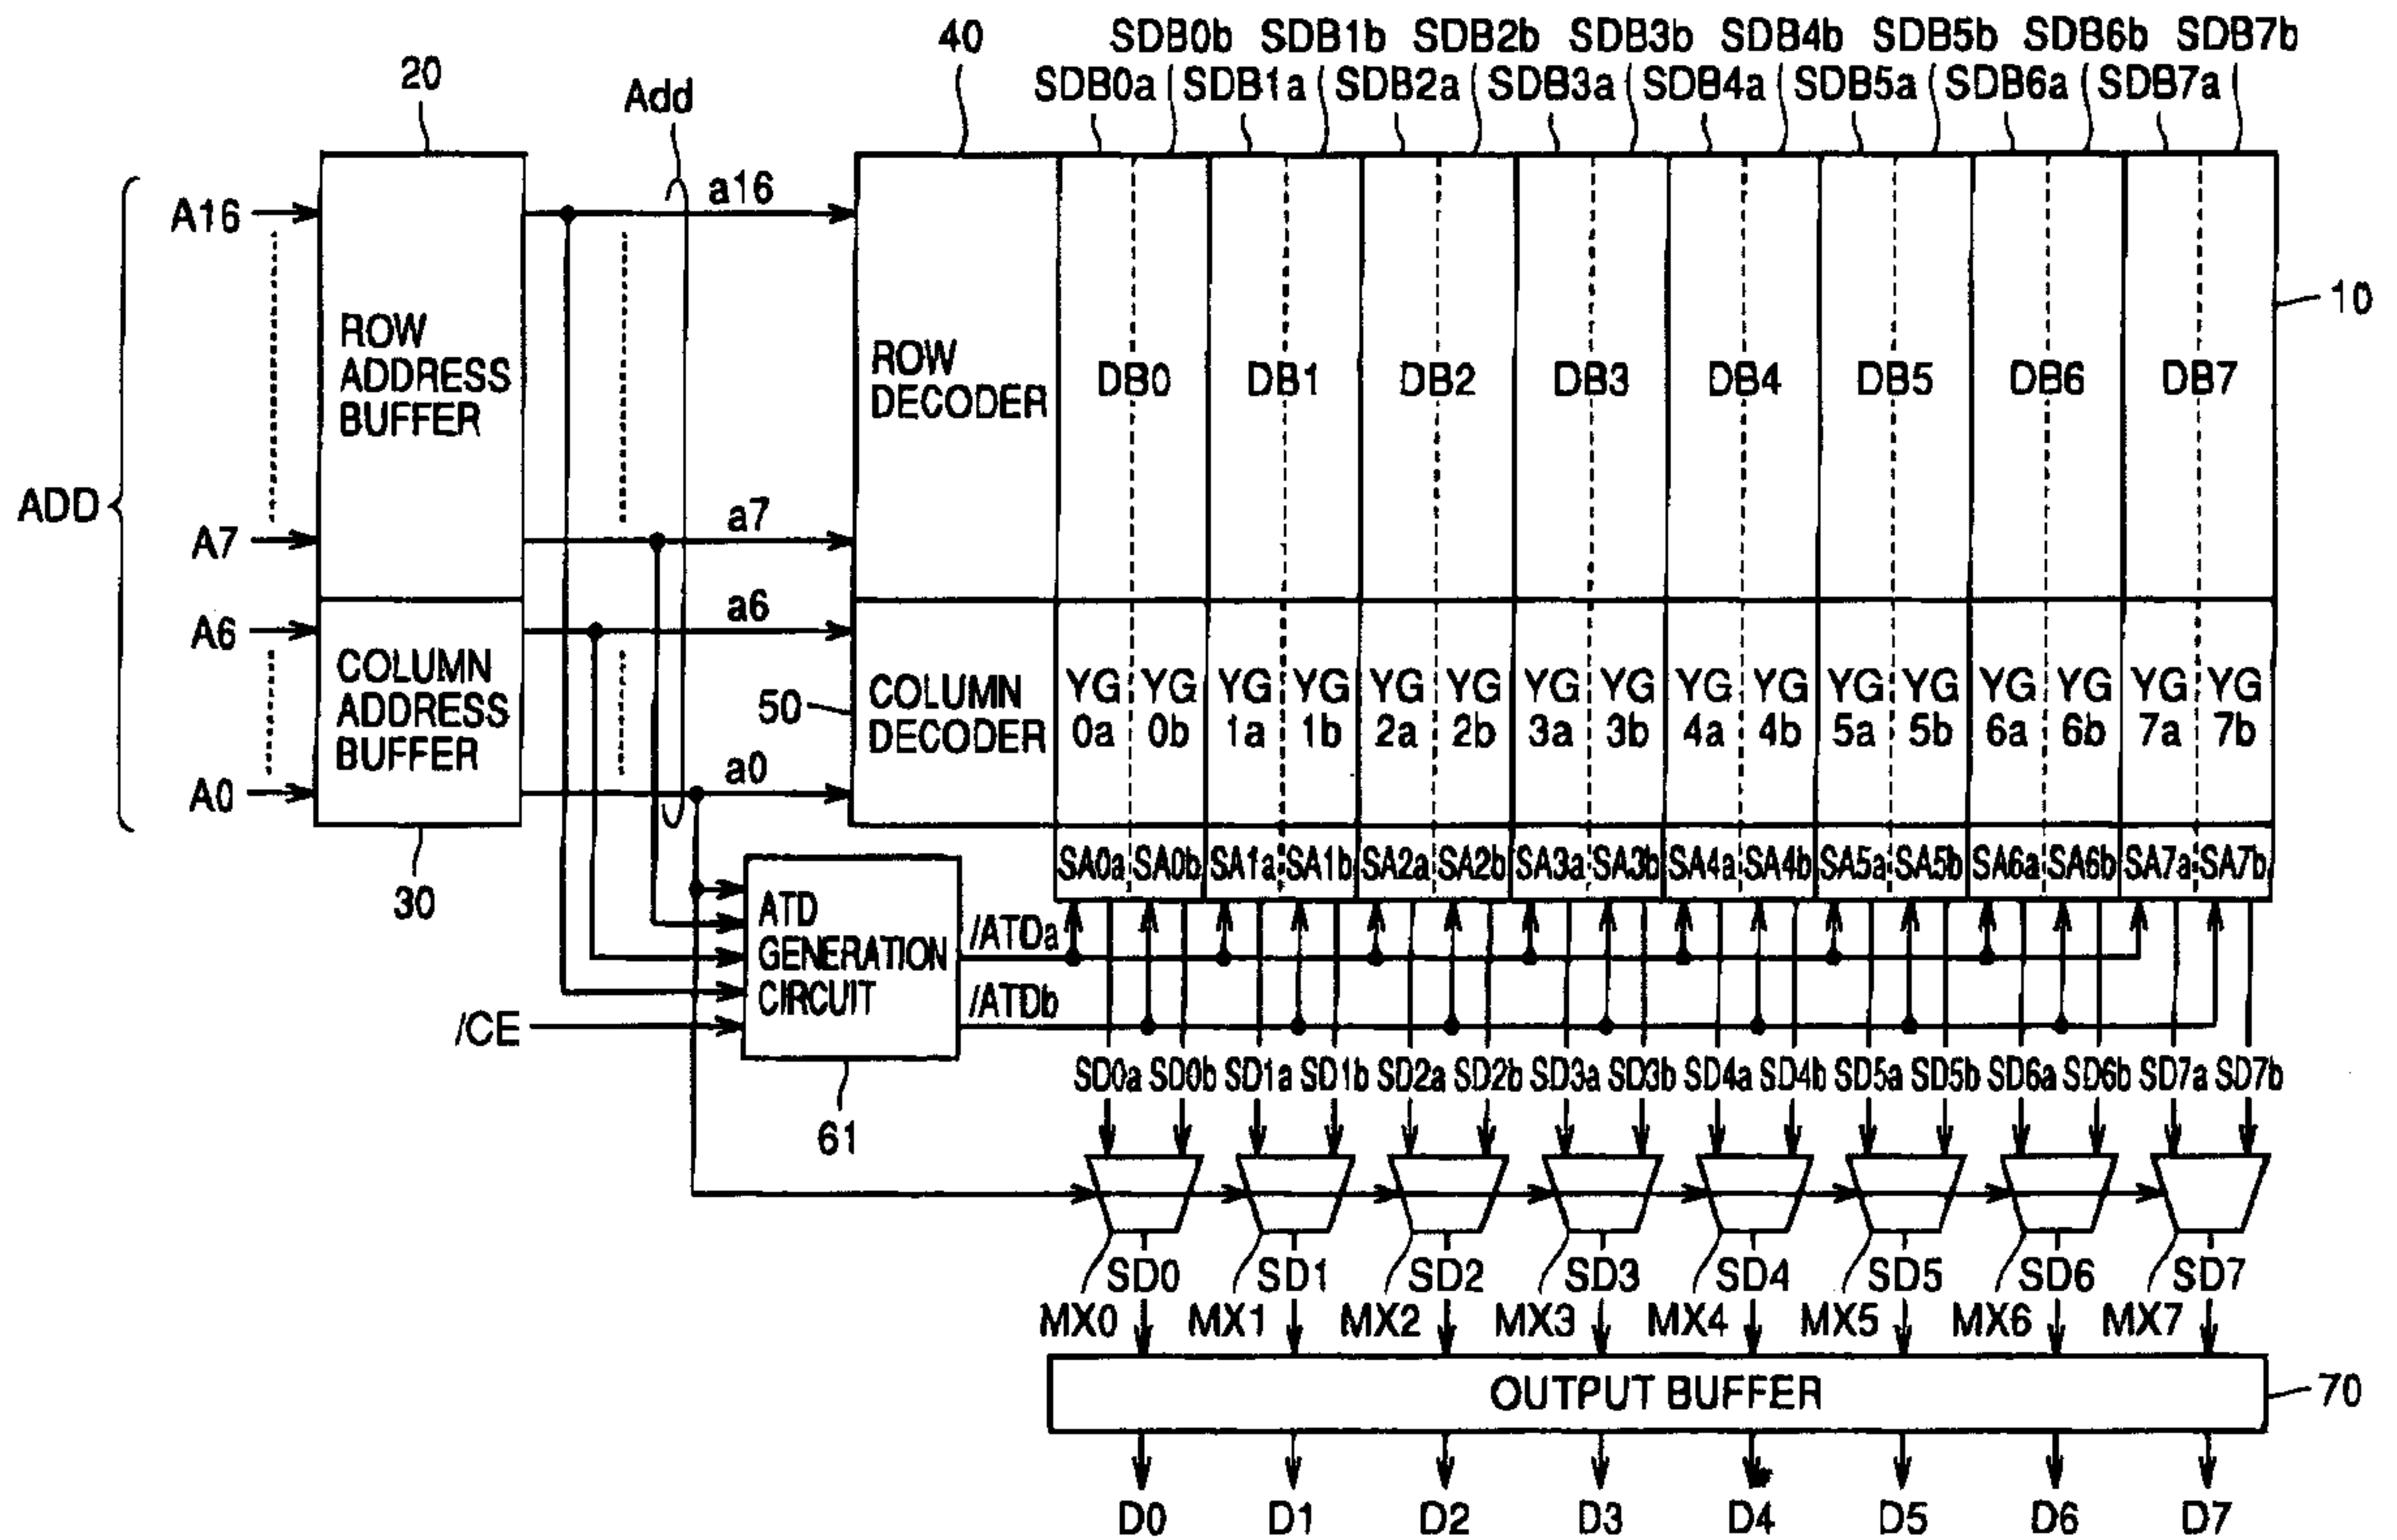 40 SDB0b SDB1b SDB2b SDB3b SDB4b SDB5b SDB6b SDB7b
20 Add SDB0a SDB1a SDB2a SDB3a SDB4a SDB5a SDB6a SDB7a
A16 a16
10
ROW ADDRESS BUFFER
ROW DECODER
DB0 DB1 DB2 DB3 DB4 DB5 DB6 DB7
ADD
A7 a7
A6 a6
COLUMN ADDRESS BUFFER
50
COLUMN DECODER
YG 0a YG 0b YG 1a YG 1b YG 2a YG 2b YG 3a YG 3b YG 4a YG 4b YG 5a YG 5b YG 6a YG 6b YG 7a YG 7b
A0 a0
30
SA0a SA0b SA1a SA1b SA2a SA2b SA3a SA3b SA4a SA4b SA5a SA5b SA6a SA6b SA7a SA7b
ATD GENERATION CIRCUIT
/ATDa
/ATDb
/CE
61
SD0a SD0b SD1a SD1b SD2a SD2b SD3a SD3b SD4a SD4b SD5a SD5b SD6a SD6b SD7a SD7b
SD0 SD1 SD2 SD3 SD4 SD5 SD6 SD7
MX0 MX1 MX2 MX3 MX4 MX5 MX6 MX7
OUTPUT BUFFER
70
D0 D1 D2 D3 D4 D5 D6 D7